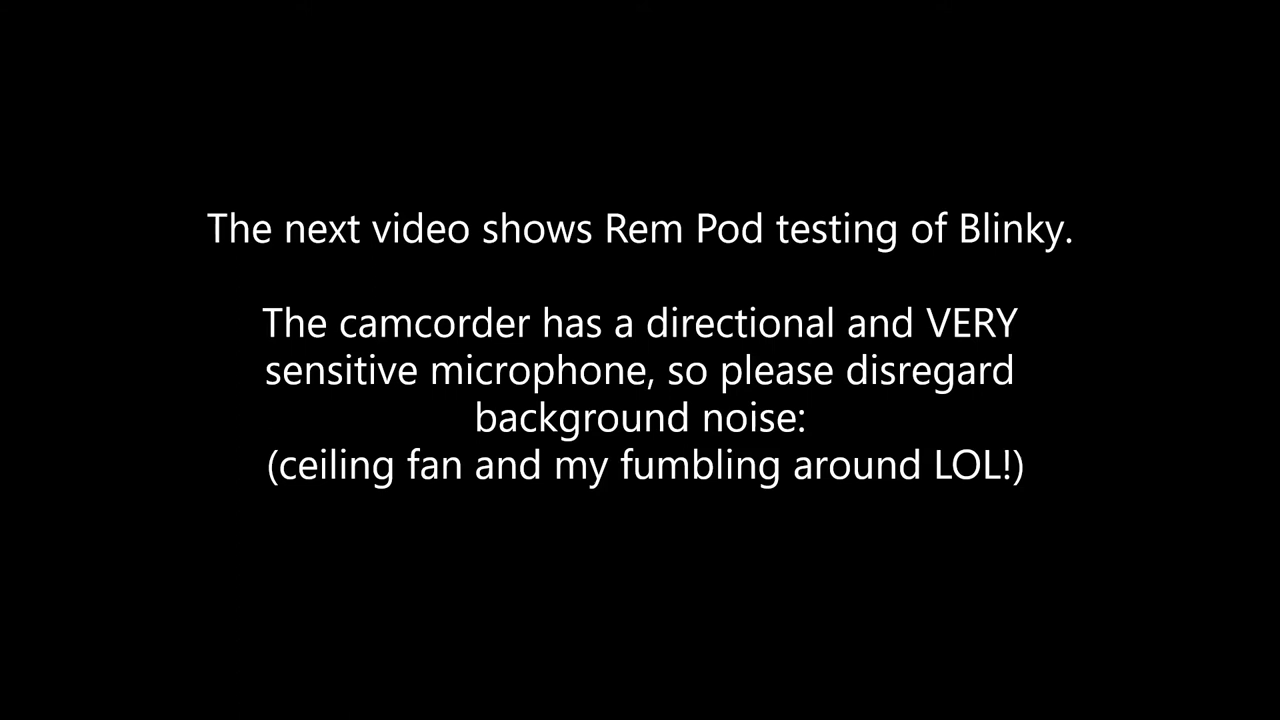 The next video shows Rem Pod testing of Blinky.
The camcorder has a directional and VERY
sensitive microphone, so please disregard
background noise:
(ceiling fan and my fumbling around LOL!)